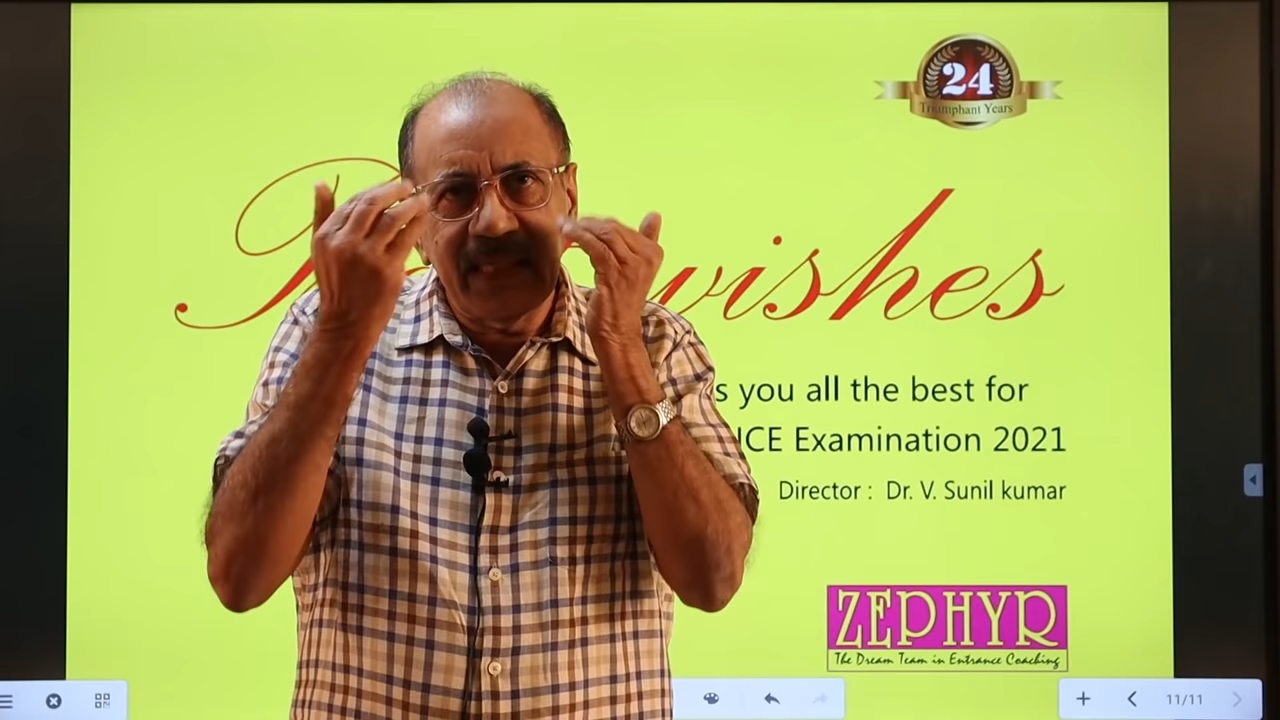 24
Triumphant Years
wishes
s you all the best for
ICE Examination 2021
Director : Dr. V. Sunil kumar
ZEPHYR
The Dream Team in Entrance Coaching
11/11